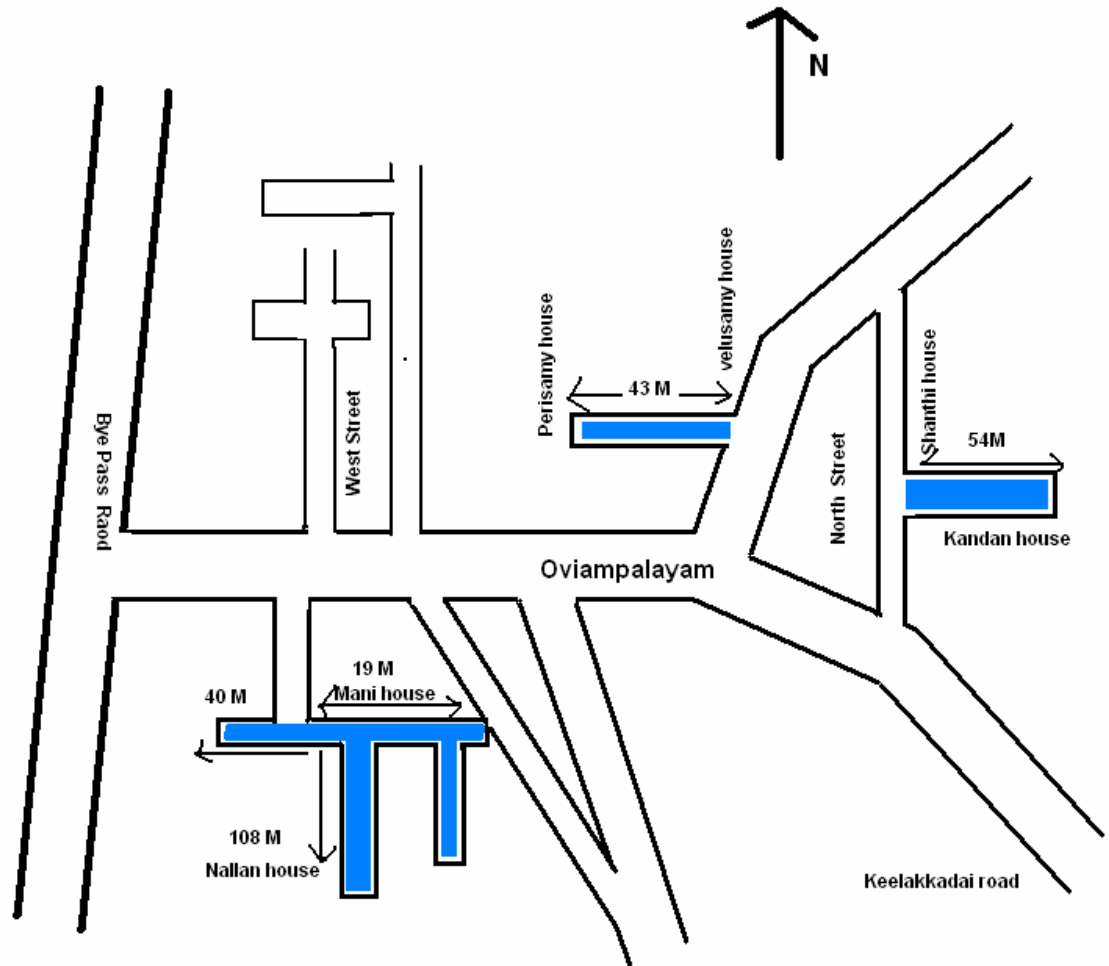 N
velusamy house
Perisamy house
43 M
Shanthi house
54M
Bye Pass Raod
West Street
North Street
Kandan house
Oviampalayam
19 M
Mani house
40 M
108 M
Nallan house
Keelakkadai road